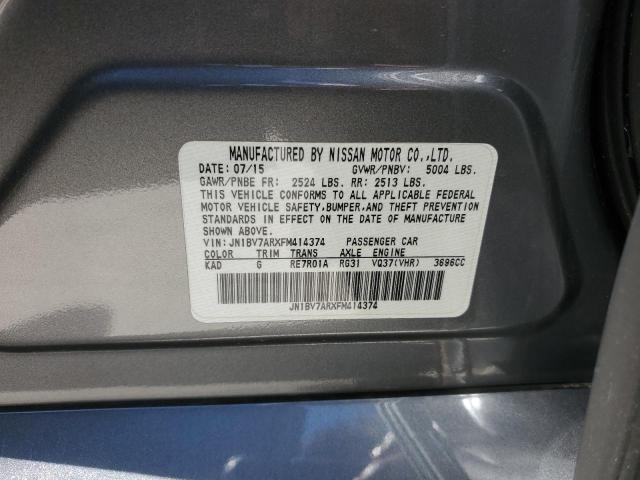 MANUFACTURED BY NISSAN MOTOR CO.,LTD.
DATE: 07/15 GVWR/PNBV: 5004 LBS.
GAWR/PNBE FR: 2524 LBS. RR: 2513 LBS.
THIS VEHICLE CONFORMS TO ALL APPLICABLE FEDERAL
MOTOR VEHICLE SAFETY,BUMPER,AND THEFT PREVENTION
STANDARDS IN EFFECT ON THE DATE OF MANUFACTURE
SHOWN ABOVE.
VIN: JN1BV7ARXFM414374 PASSENGER CAR
COLOR TRIM TRANS AXLE ENGINE
KAD G RE7R01A RG31 VQ37(VHR) 3696CC
JN1BV7ARXFM414374